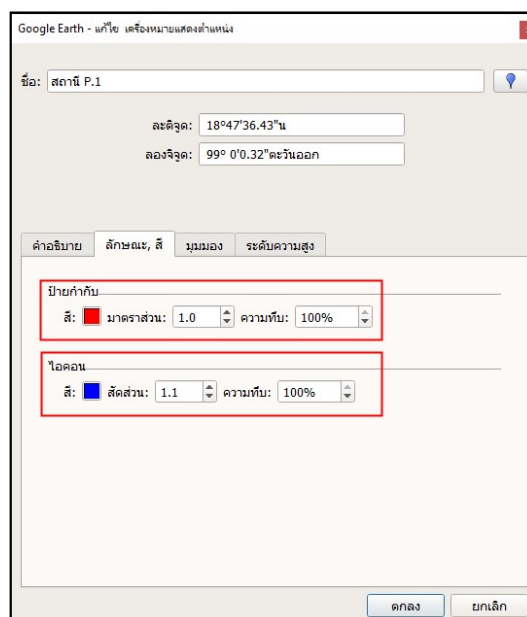 Google Earth - แก้ไข เครื่องหมายแสดงตำแหน่ง
ชื่อ: สถานี P.1
ละติจูด: 18º47'36.43"น
ลองจิจูด: 99º 0'0.32"ตะวันออก
คำอธิบาย ลักษณะ, สี มุมมอง ระดับความสูง
ป้ายกำกับ
สี: มาตราส่วน: 1.0 ความทึบ: 100%
ไอคอน
สี: สัดส่วน: 1.1 ความทึบ: 100%
ตกลง ยกเลิก